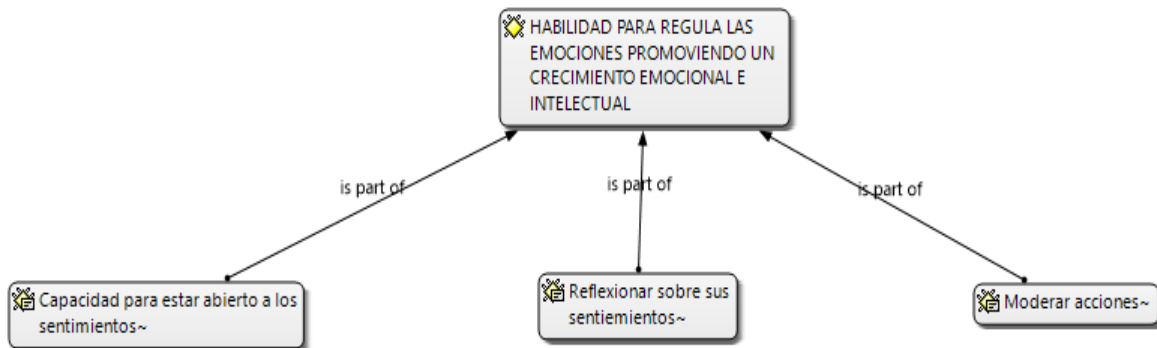 HABILIDAD PARA REGULA LAS
EMOCIONES PROMOVIENDO UN
CRECIMIENTO EMOCIONAL E
INTELECTUAL
is part of
is part of
is part of
Capacidad para estar abierto a los
sentimientos~
Reflexionar sobre sus
sentiemientos~
Moderar acciones~